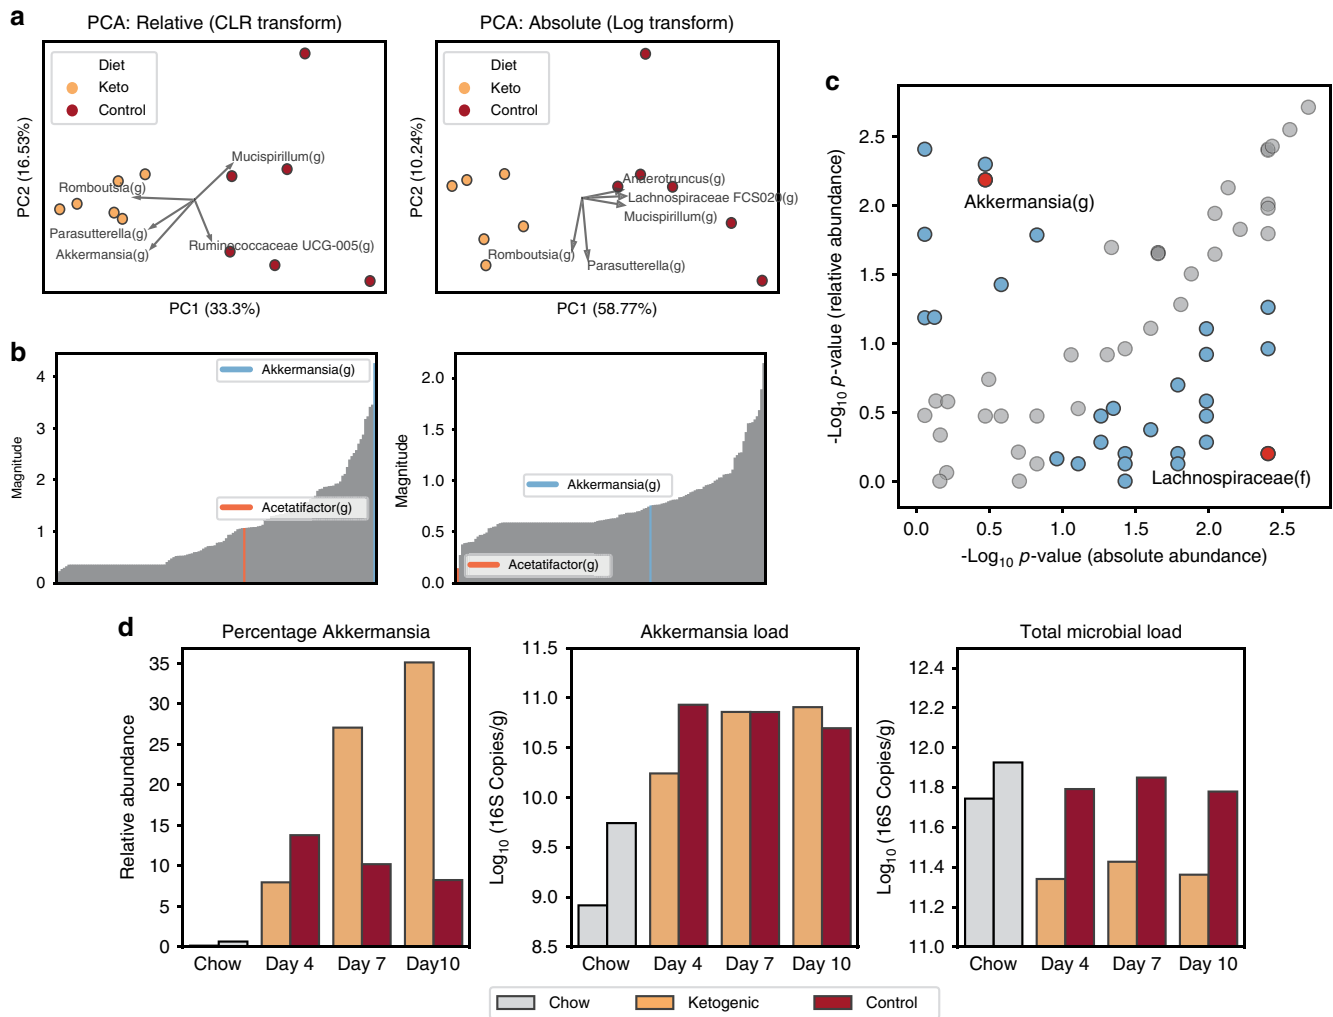 a
PCA: Relative (CLR transform)
PC2 (16.53%)
Diet
Keto
Control
Mucispirillum(g)
Romboutsia(g)
Parasutterella(g)
Akkermansia(g)
Ruminococcaceae UCG-005(g)
PC1 (33.3%)
PCA: Absolute (Log transform)
PC2 (10.24%)
Diet
Keto
Control
Anaerotruncus(g)
Lachnospiraceae FCS020(g)
Mucispirillum(g)
Romboutsia(g)
Parasutterella(g)
PC1 (58.77%)
b
Magnitude
4
3
2
1
0
Akkermansia(g)
Acetatifactor(g)
Magnitude
2.0
1.5
1.0
0.5
0.0
Akkermansia(g)
Acetatifactor(g)
c
-Log10 p-value (relative abundance)
2.5
2.0
1.5
1.0
0.5
0.0
Akkermansia(g)
Lachnospiraceae(f)
0.0 0.5 1.0 1.5 2.0 2.5
-Log10 p-value (absolute abundance)
d
Percentage Akkermansia
Relative abundance
35
30
25
20
15
10
5
0
Chow Day 4 Day 7 Day10
Akkermansia load
Log10 (16S Copies/g)
11.5
11.0
10.5
10.0
9.5
9.0
8.5
Chow Day 4 Day 7 Day 10
Total microbial load
Log10 (16S Copies/g)
12.4
12.2
12.0
11.8
11.6
11.4
11.2
11.0
Chow Day 4 Day 7 Day 10
Chow Ketogenic Control